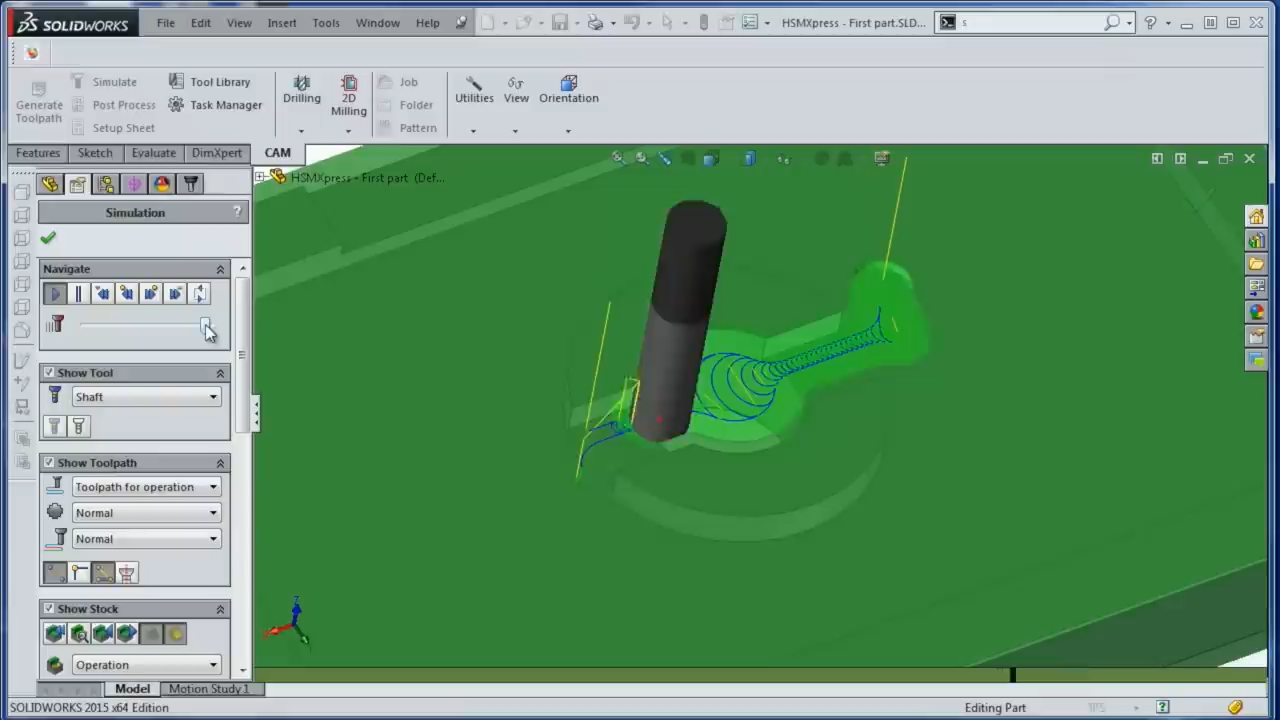 SOLIDWORKS File Edit View Insert Tools Window Help HSMXpress - First part.SLD... s
Generate Toolpath
Simulate
Post Process
Setup Sheet
Tool Library
Task Manager
Drilling
2D Milling
Job
Folder
Pattern
Utilities
View
Orientation
Features Sketch Evaluate DimXpert CAM
HSMXpress - First part (Def...
Simulation ?
Navigate
Show Tool
Shaft
Show Toolpath
Toolpath for operation
Normal
Normal
Show Stock
Operation
Z
Model Motion Study 1
SOLIDWORKS 2015 x64 Edition Editing Part IPS